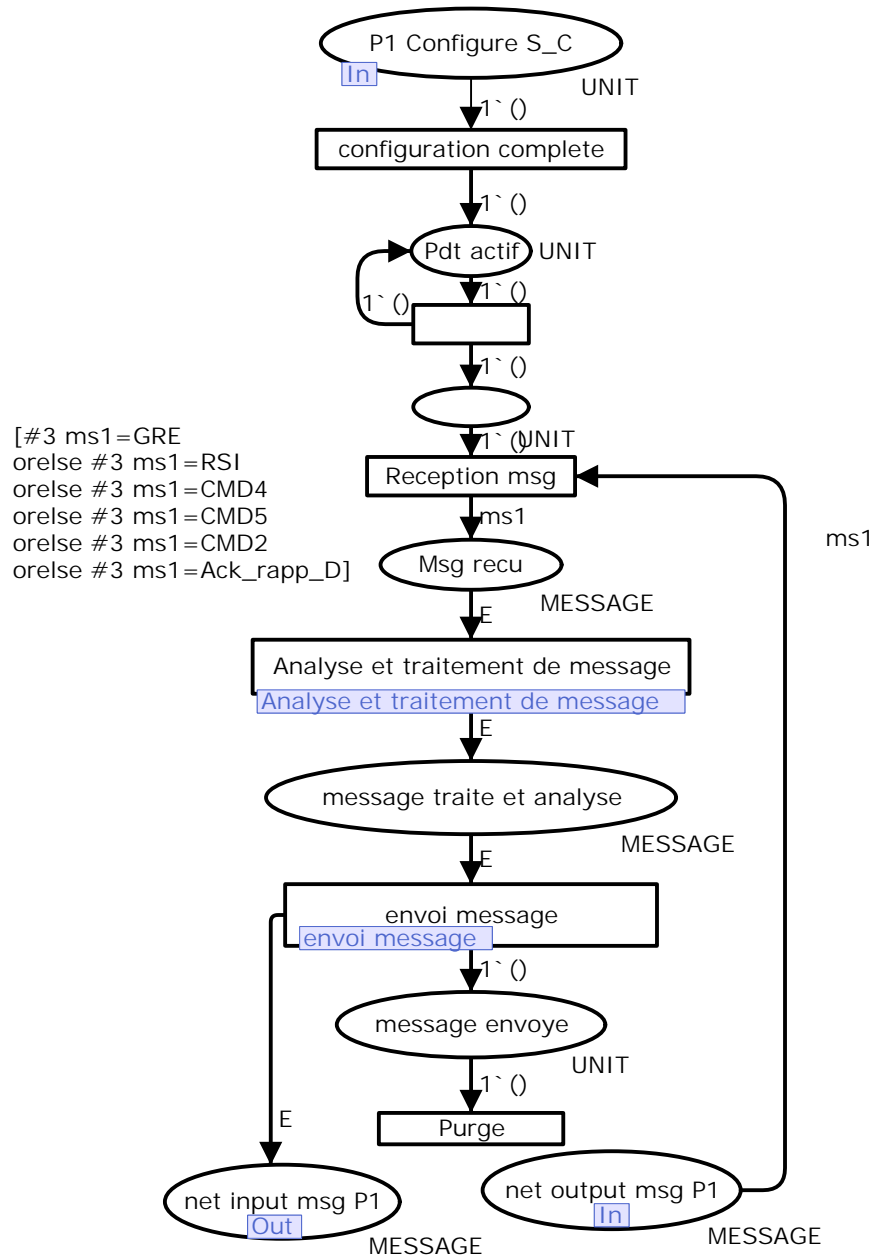 P1 Configure S_C
In
UNIT
1`()
configuration complete
1`()
Pdt actif
UNIT
1`()
1`()
1`()
1`()
UNIT
[#3 ms1=GRE
orelse #3 ms1=RSI
orelse #3 ms1=CMD4
orelse #3 ms1=CMD5
orelse #3 ms1=CMD2
orelse #3 ms1=Ack_rapp_D]
Reception msg
ms1
ms1
Msg recu
MESSAGE
E
Analyse et traitement de message
Analyse et traitement de message
E
message traite et analyse
MESSAGE
E
envoi message
envoi message
1`()
message envoye
UNIT
1`()
E
Purge
net input msg P1
Out
MESSAGE
net output msg P1
In
MESSAGE